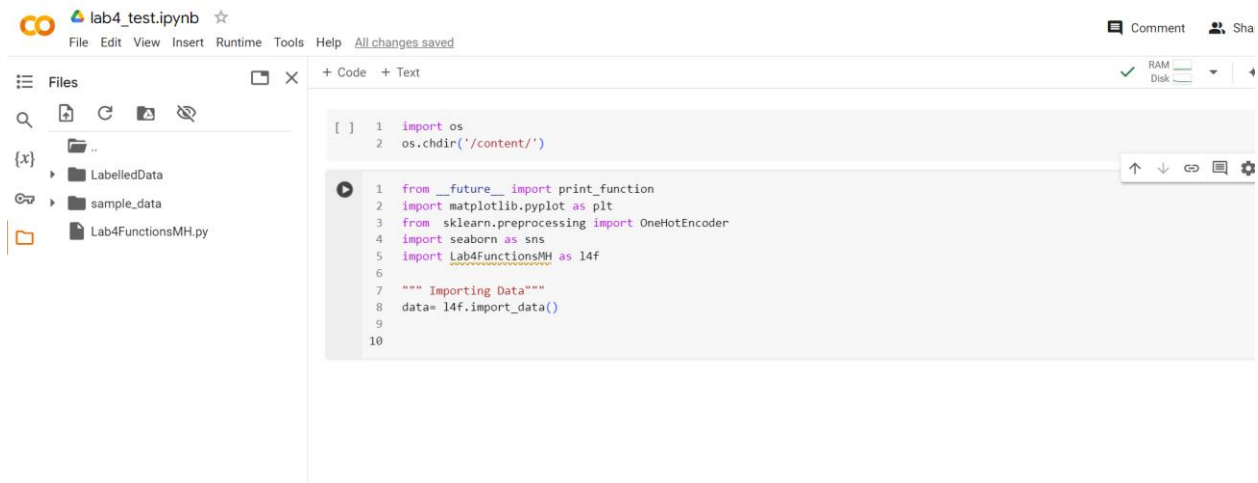 lab4_test.ipynb
File Edit View Insert Runtime Tools Help All changes saved
Comment
Files
+ Code + Text
RAM
Disk
{x}
..
LabelledData
sample_data
Lab4FunctionsMH.py
[ ] 1 import os
2 os.chdir('/content/')
1 from __future__ import print_function
2 import matplotlib.pyplot as plt
3 from  sklearn.preprocessing import OneHotEncoder
4 import seaborn as sns
5 import Lab4FunctionsMH as l4f
6
7 """ Importing Data"""
8 data= l4f.import_data()
9
10